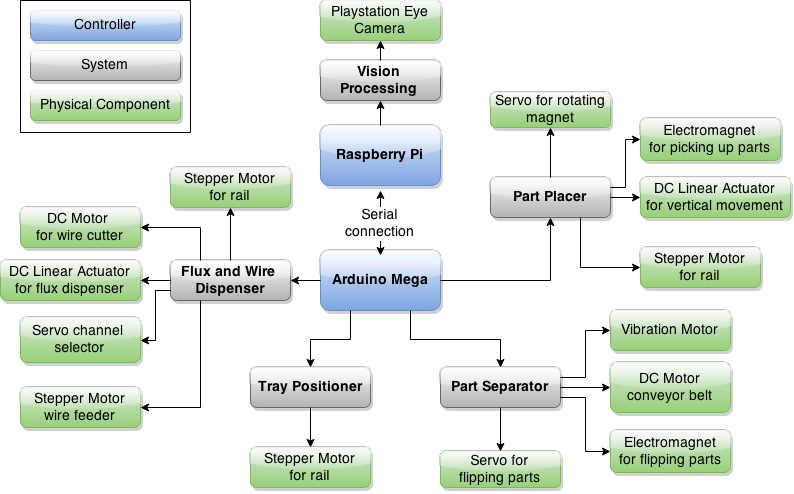 Controller
System
Physical Component
Playstation Eye
Camera
Vision
Processing
Raspberry Pi
Serial
connection
Arduino Mega
Servo for rotating
magnet
Electromagnet
for picking up parts
Part Placer
DC Linear Actuator
for vertical movement
Stepper Motor
for rail
Stepper Motor
for rail
DC Motor
for wire cutter
Flux and Wire
Dispenser
DC Linear Actuator
for flux dispenser
Servo channel
selector
Stepper Motor
wire feeder
Tray Positioner
Stepper Motor
for rail
Part Separator
Vibration Motor
DC Motor
conveyor belt
Electromagnet
for flipping parts
Servo for
flipping parts